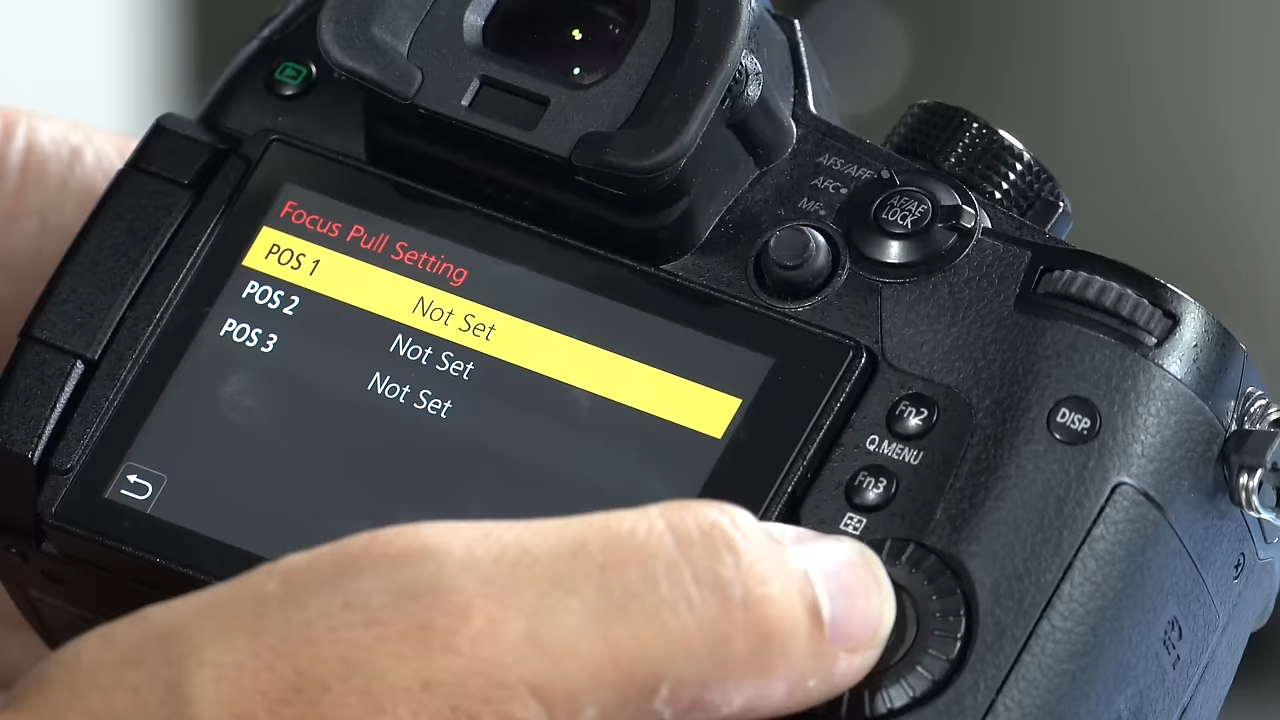 Focus Pull Setting
POS 1 Not Set
POS 2 Not Set
POS 3 Not Set
AFS/AFF
AFC
MF
AF/AE
LOCK
Fn2
Q.MENU
Fn3
DISP.